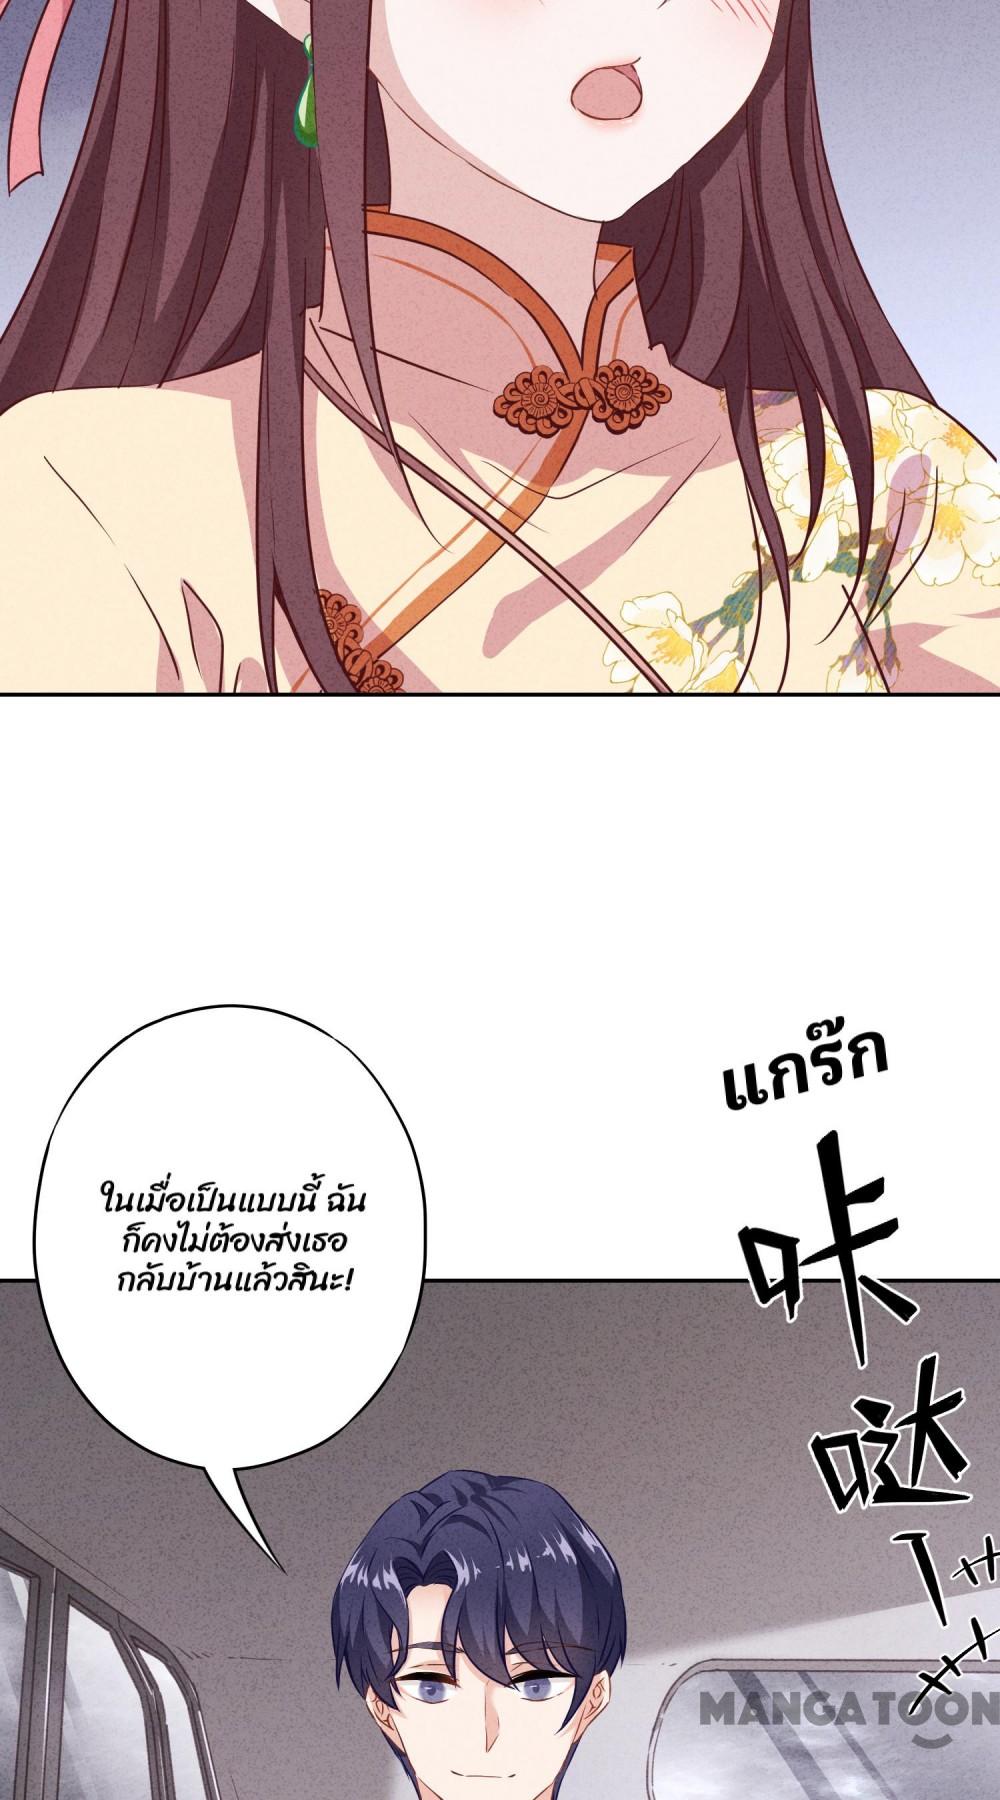 แกร๊ก
咔
哒
ในเมื่อเป็นแบบนี้ ฉัน
ก็คงไม่ต้องส่งเธอ
กลับบ้านแล้วสินะ!
MANGATOON